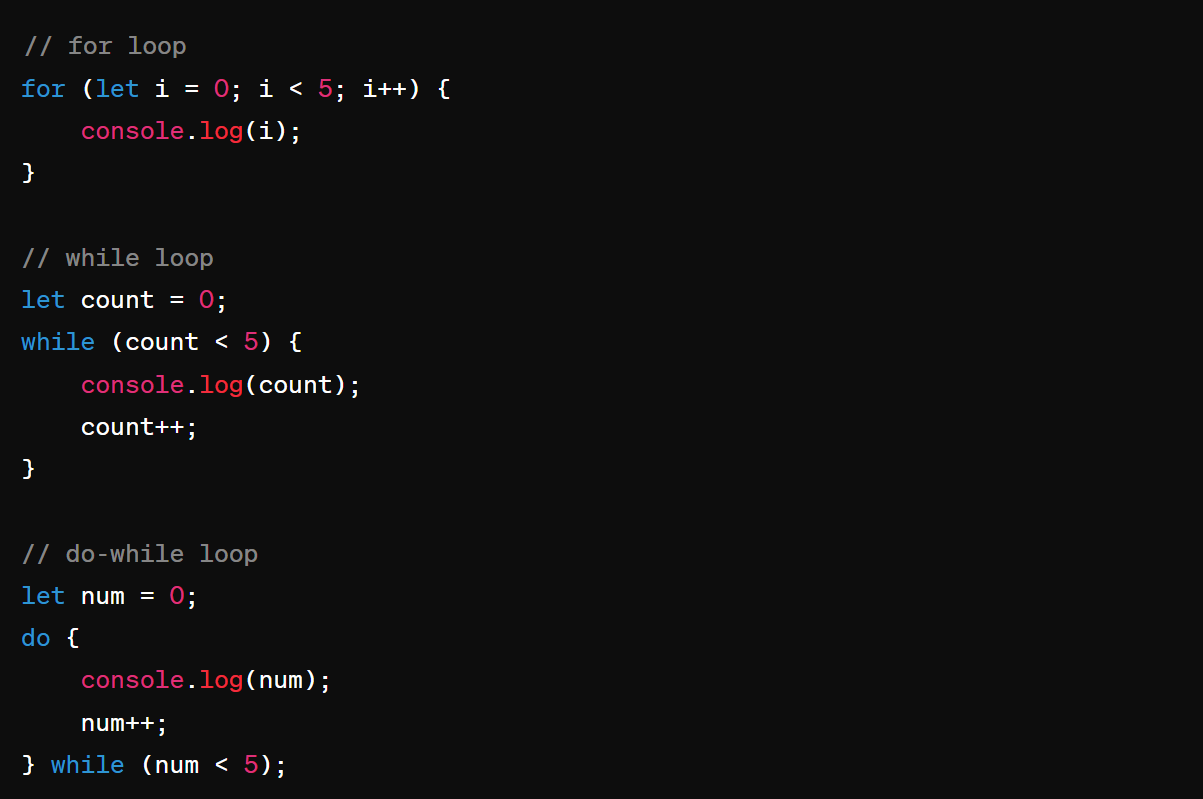 // for loop
for (let i = 0; i < 5; i++) {
    console.log(i);
}

// while loop
let count = 0;
while (count < 5) {
    console.log(count);
    count++;
}

// do-while loop
let num = 0;
do {
    console.log(num);
    num++;
} while (num < 5);